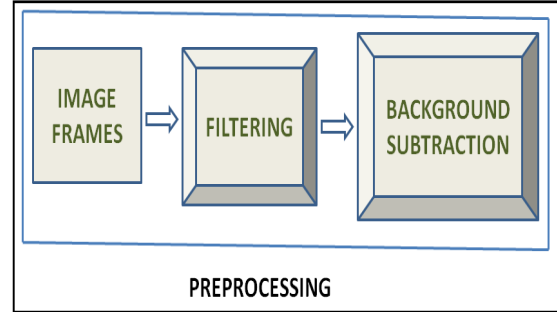 IMAGE
FRAMES
FILTERING
BACKGROUND
SUBTRACTION
PREPROCESSING